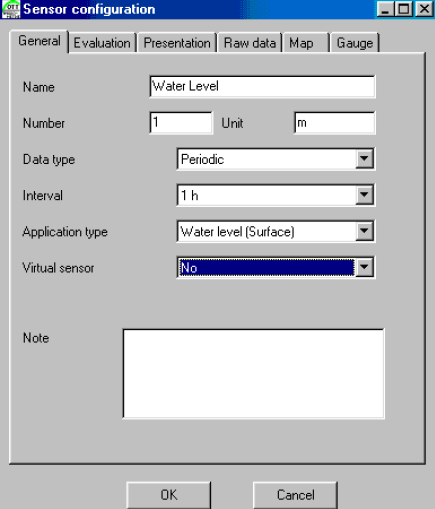 OTT
Sensor configuration
General Evaluation Presentation Raw data Map Gauge
Name Water Level
Number 1 Unit m
Data type Periodic
Interval 1 h
Application type Water level (Surface)
Virtual sensor No
Note
OK Cancel